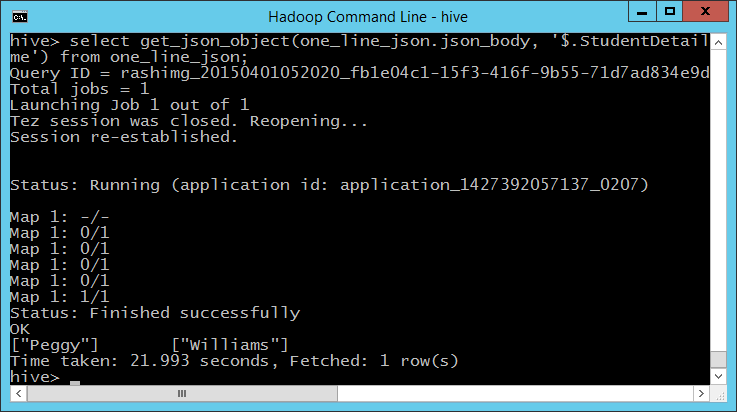 Hadoop Command Line - hive
hive> select get_json_object(one_line_json.json_body, '$.StudentDetail
me') from one_line_json;
Query ID = rashimg_20150401052020_fb1e04c1-15f3-416f-9b55-71d7ad834e9d
Total jobs = 1
Launching Job 1 out of 1
Tez session was closed. Reopening...
Session re-established.
Status: Running (application id: application_1427392057137_0207)
Map 1: -/-
Map 1: 0/1
Map 1: 0/1
Map 1: 0/1
Map 1: 0/1
Map 1: 1/1
Status: Finished successfully
OK
["Peggy"]       ["Williams"]
Time taken: 21.993 seconds, Fetched: 1 row(s)
hive> _